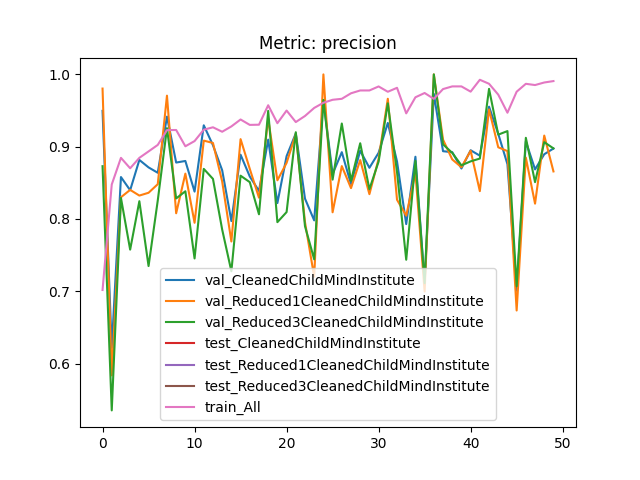 Metric: precision
1.0
0.9
0.8
0.7
0.6
val_CleanedChildMindInstitute
val_Reduced1CleanedChildMindInstitute
val_Reduced3CleanedChildMindInstitute
test_CleanedChildMindInstitute
test_Reduced1CleanedChildMindInstitute
test_Reduced3CleanedChildMindInstitute
train_All
0 10 20 30 40 50